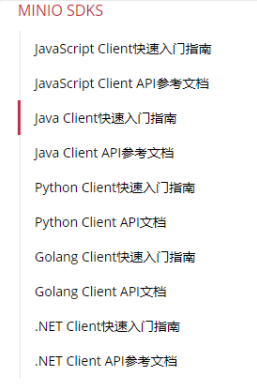 MINIO SDKS
JavaScript Client快速入门指南
JavaScript Client API参考文档
Java Client快速入门指南
Java Client API参考文档
Python Client快速入门指南
Python Client API文档
Golang Client快速入门指南
Golang Client API文档
.NET Client快速入门指南
.NET Client API参考文档